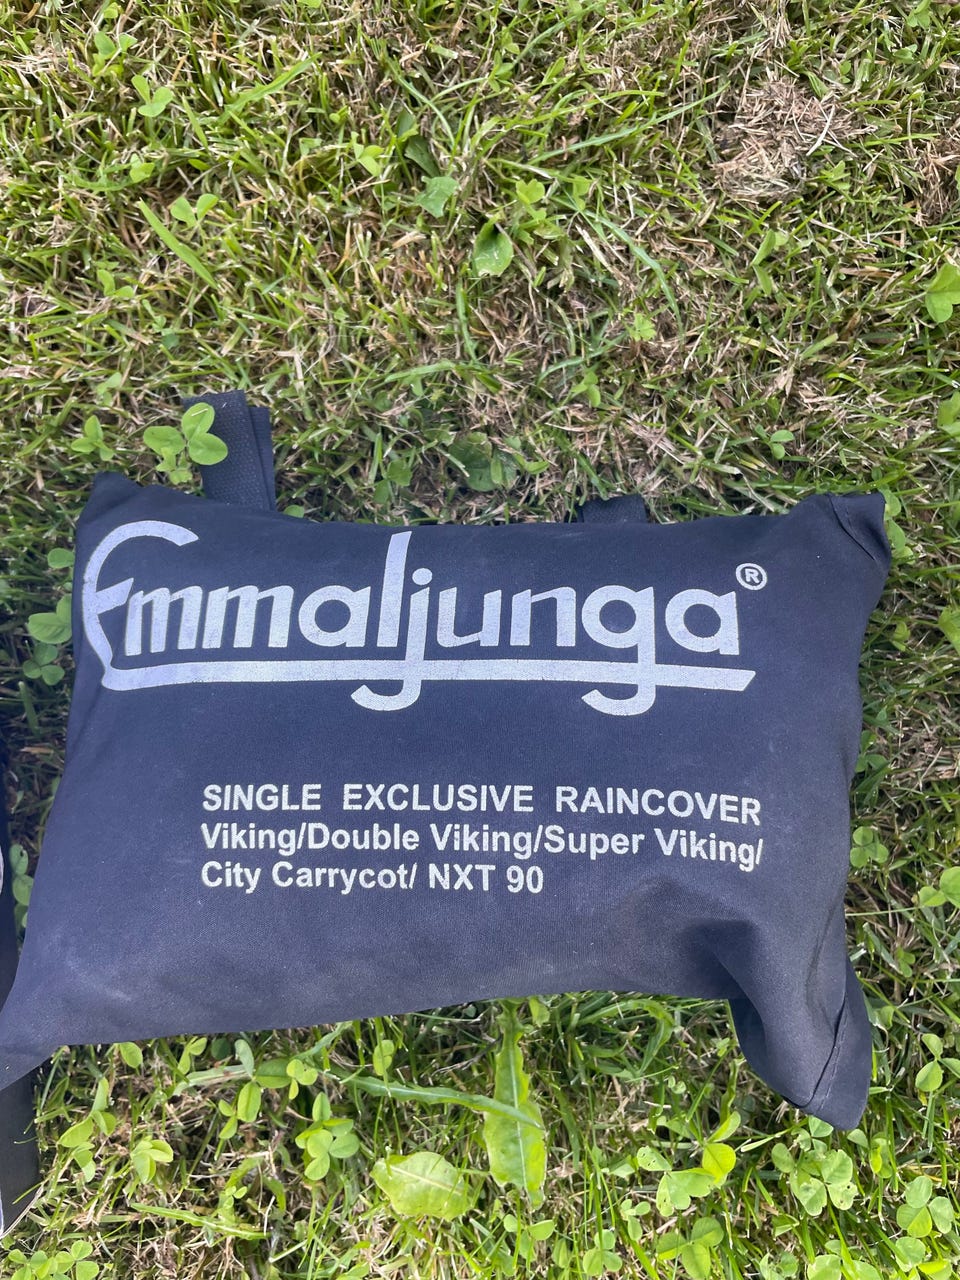 Emmaljunga®
SINGLE EXCLUSIVE RAINCOVER
Viking/Double Viking/Super Viking/
City Carrycot/ NXT 90